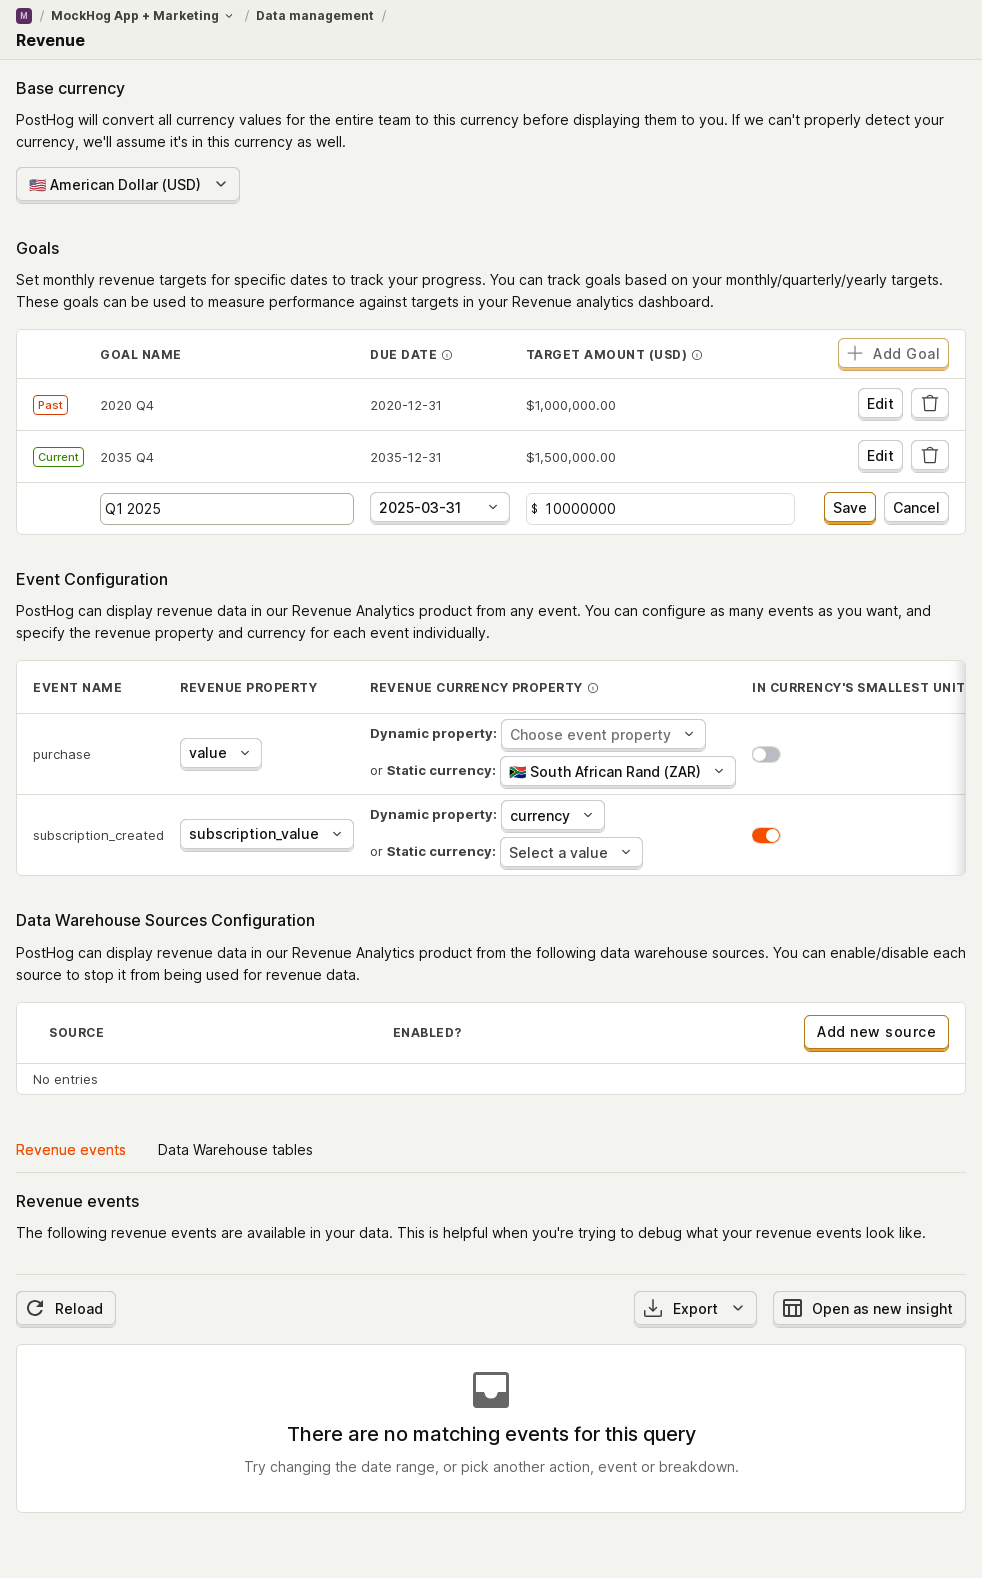 M / MockHog App + Marketing / Data management /
Revenue
Base currency
PostHog will convert all currency values for the entire team to this currency before displaying them to you. If we can't properly detect your
currency, we'll assume it's in this currency as well.
🇺🇸 American Dollar (USD)
Goals
Set monthly revenue targets for specific dates to track your progress. You can track goals based on your monthly/quarterly/yearly targets.
These goals can be used to measure performance against targets in your Revenue analytics dashboard.
GOAL NAME DUE DATE TARGET AMOUNT (USD) Add Goal
Past 2020 Q4 2020-12-31 $1,000,000.00 Edit
Current 2035 Q4 2035-12-31 $1,500,000.00 Edit
Q1 2025 2025-03-31 $ 10000000 Save Cancel
Event Configuration
PostHog can display revenue data in our Revenue Analytics product from any event. You can configure as many events as you want, and
specify the revenue property and currency for each event individually.
EVENT NAME REVENUE PROPERTY REVENUE CURRENCY PROPERTY IN CURRENCY'S SMALLEST UNIT
purchase value Dynamic property: Choose event property
or Static currency: 🇿🇦 South African Rand (ZAR)
subscription_created subscription_value Dynamic property: currency
or Static currency: Select a value
Data Warehouse Sources Configuration
PostHog can display revenue data in our Revenue Analytics product from the following data warehouse sources. You can enable/disable each
source to stop it from being used for revenue data.
SOURCE ENABLED? Add new source
No entries
Revenue events Data Warehouse tables
Revenue events
The following revenue events are available in your data. This is helpful when you're trying to debug what your revenue events look like.
Reload Export Open as new insight
There are no matching events for this query
Try changing the date range, or pick another action, event or breakdown.